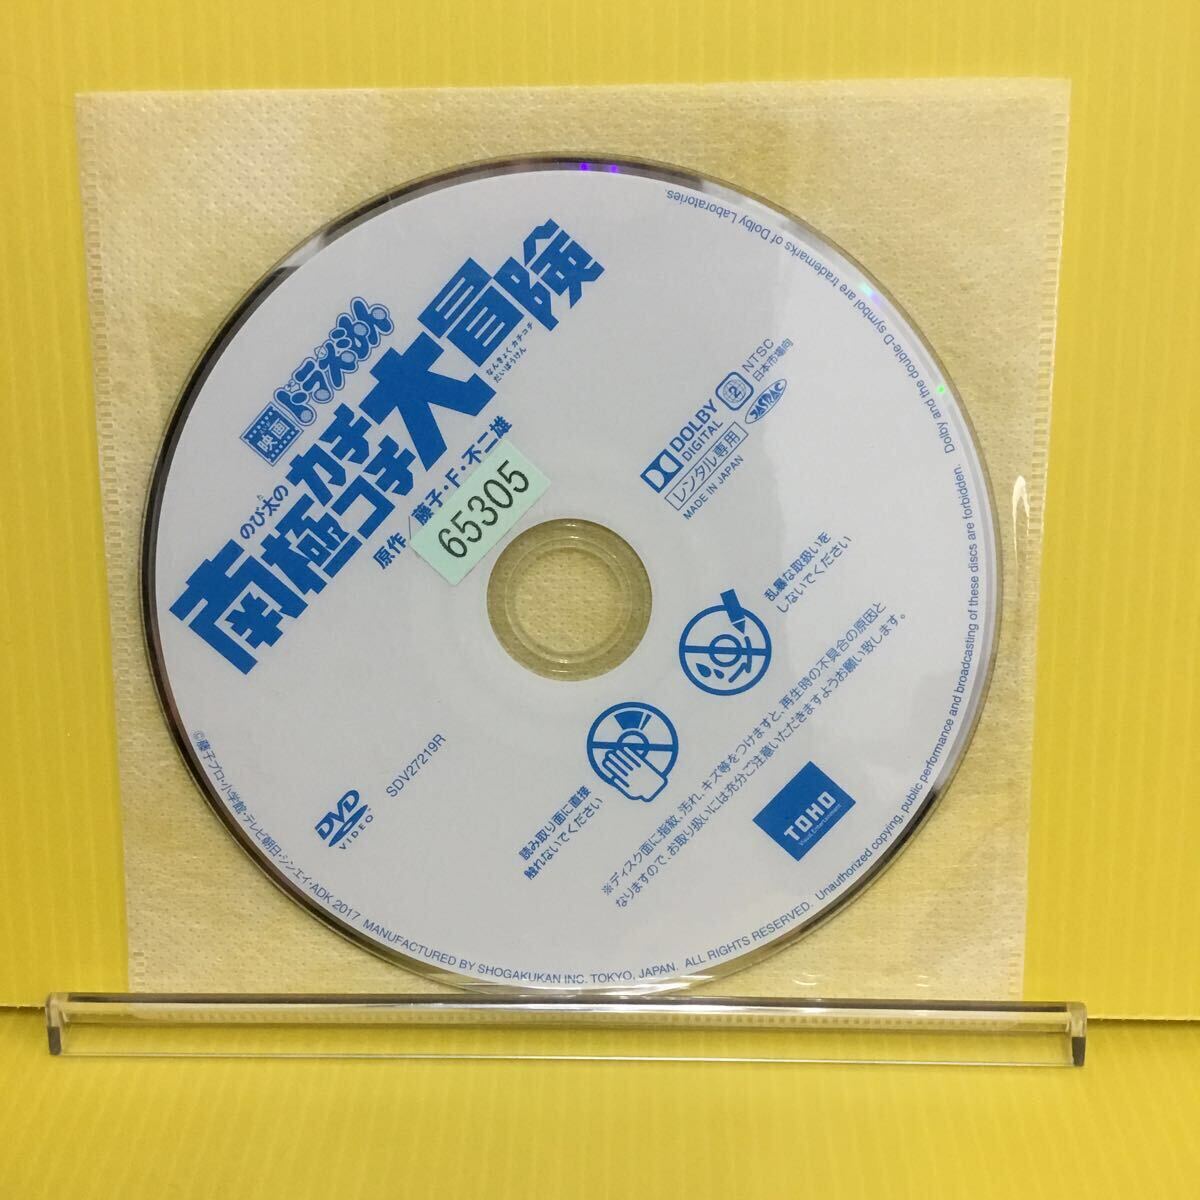 映画
ドラえもん
のび太の
南極カチコチ大冒険
なんきょくカチコチ
だいぼうけん
原作/藤子・F・不二雄
65305
DOLBY
DIGITAL
2
NTSC
日本市場向
レンタル専用
JASRAC
MADE IN JAPAN
乱暴な取扱いを
しないでください
読み取り面に直接
触れないでください
※ディスク面に指紋、汚れ、キズ等をつけますと、再生時の不具合の原因と
なりますので、お取り扱いには充分ご注意いただきますようお願い致します。
DVD
VIDEO
SDV27219R
TOHO
Visual Entertainment
©藤子プロ・小学館・テレビ朝日・シンエイ・ADK 2017 MANUFACTURED BY SHOGAKUKAN INC. TOKYO, JAPAN. ALL RIGHTS RESERVED. Unauthorized copying, public performance and broadcasting of these discs are forbidden. Dolby and the double-D symbol are trademarks of Dolby Laboratories.